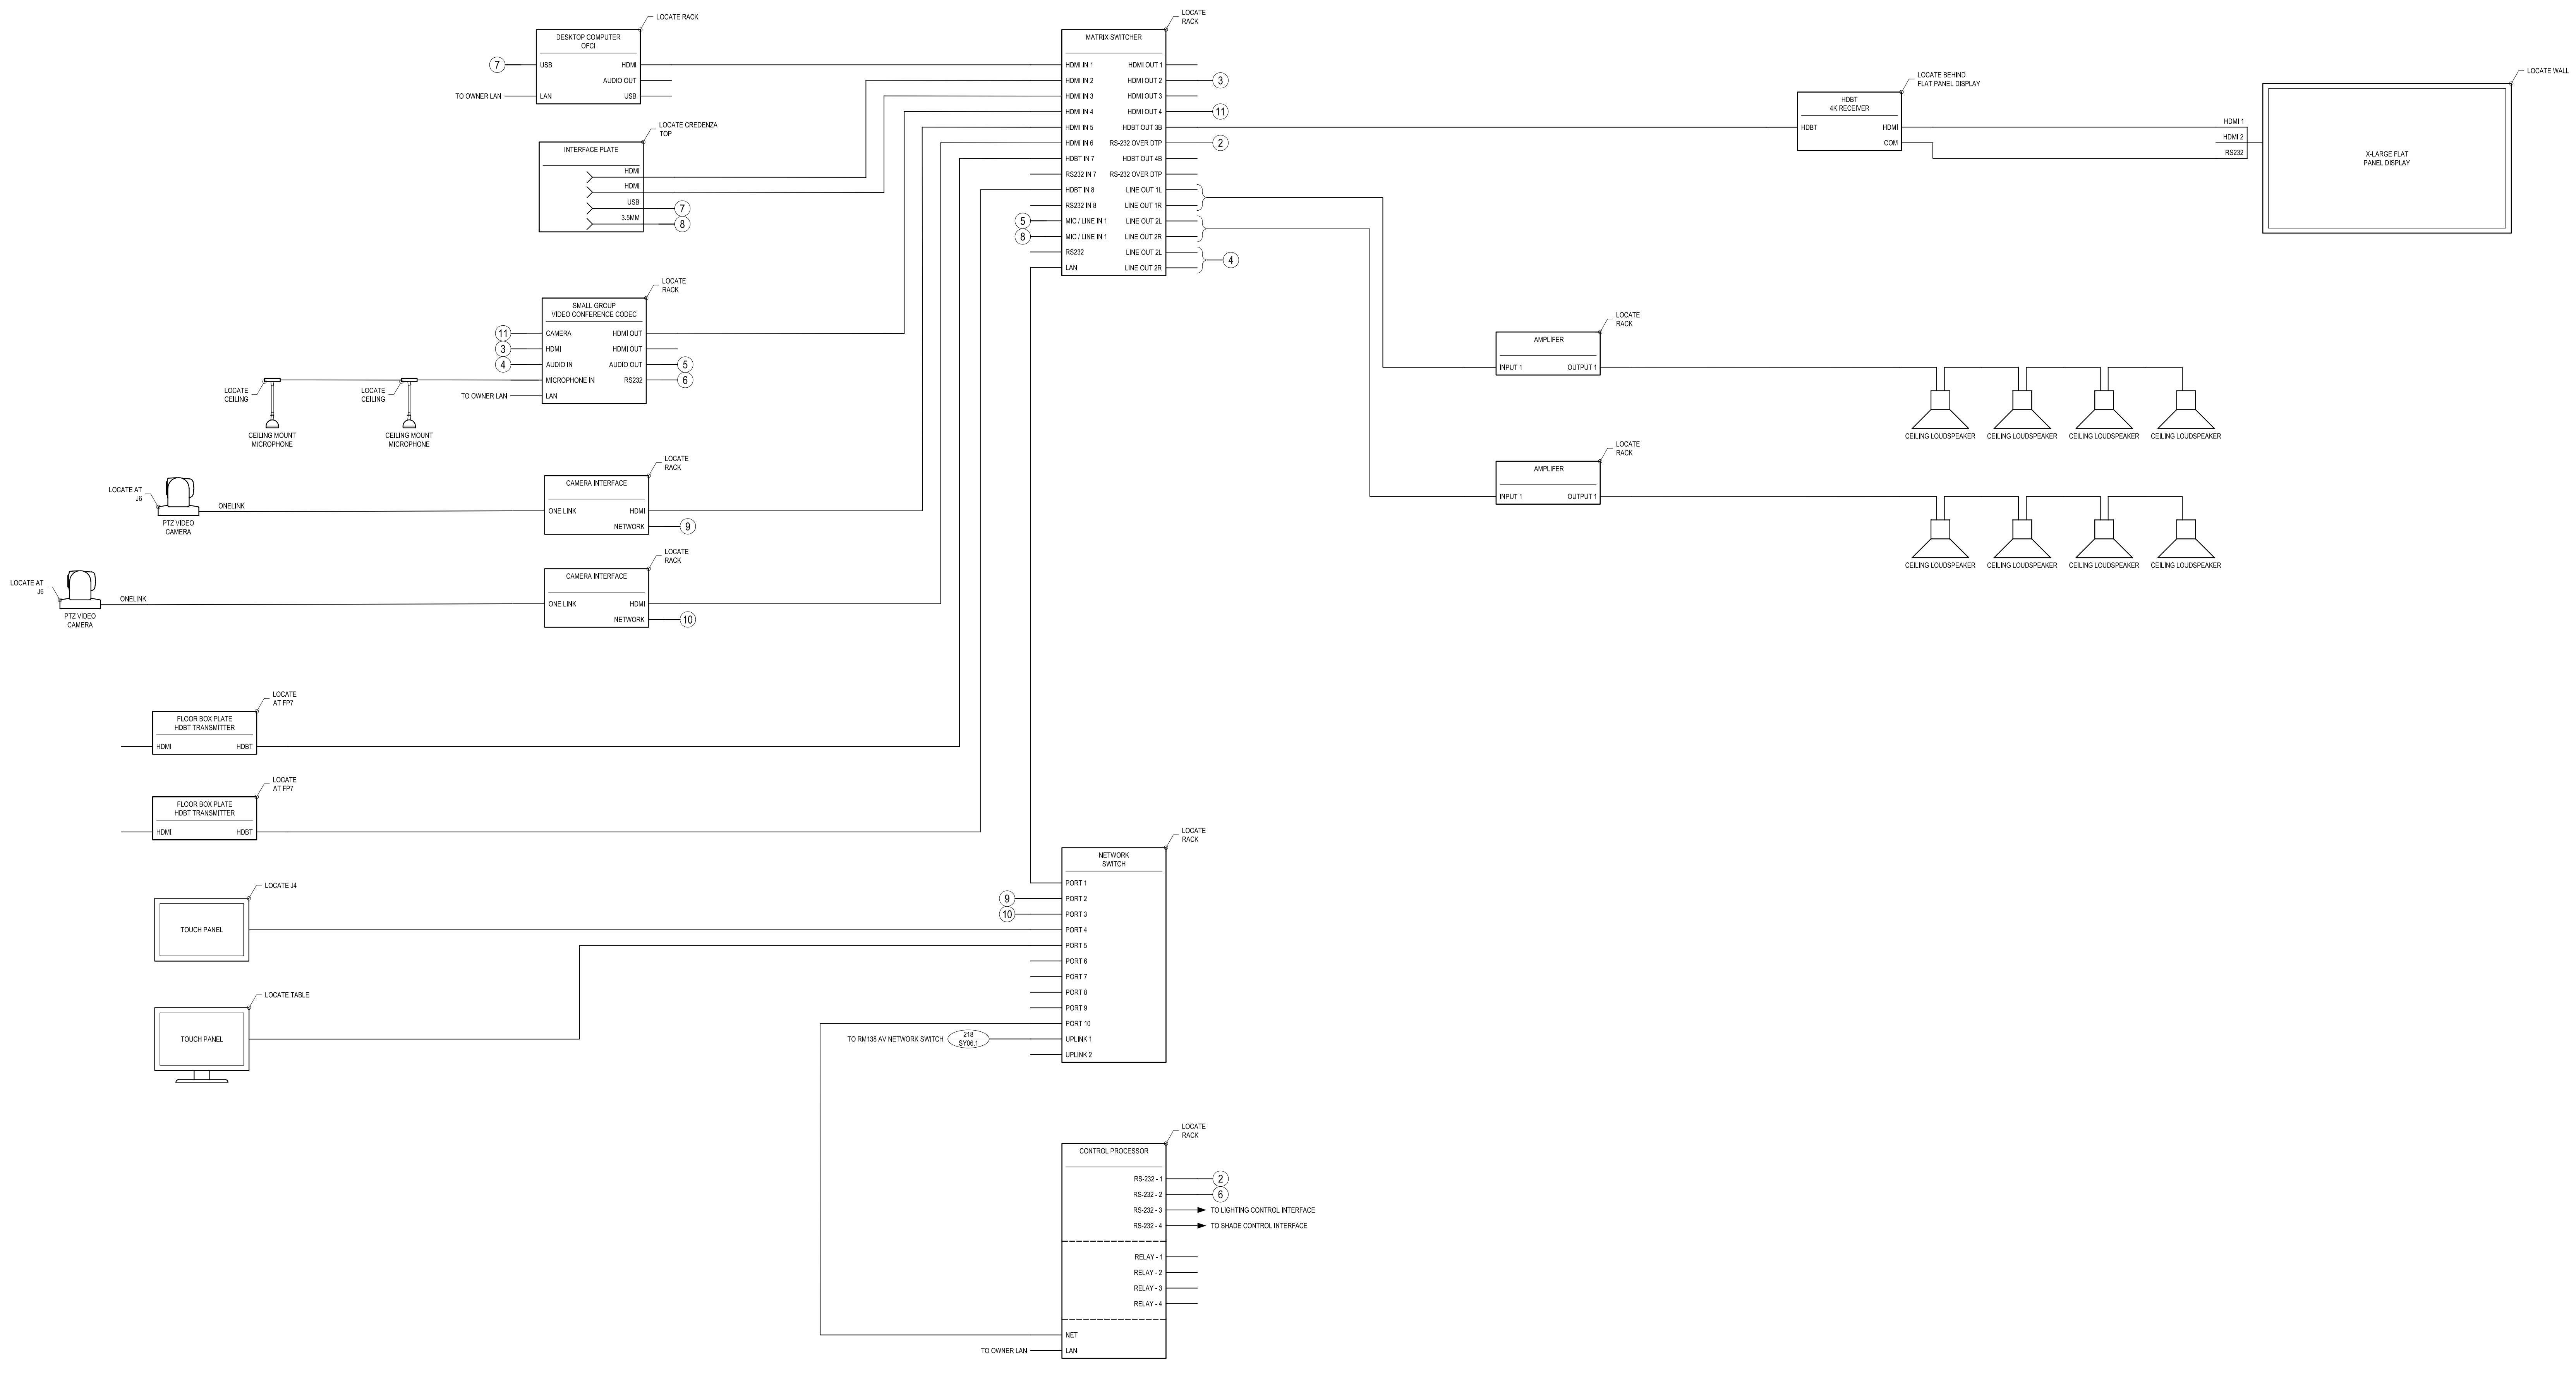 LOCATE RACK
DESKTOP COMPUTER
OFCI
7
USB
HDMI
AUDIO OUT
TO OWNER LAN
LAN
USB
LOCATE CREDENZA
TOP
INTERFACE PLATE
HDMI
HDMI
USB
7
3.5MM
8
LOCATE
RACK
SMALL GROUP
VIDEO CONFERENCE CODEC
11
CAMERA
HDMI OUT
3
HDMI
HDMI OUT
4
AUDIO IN
AUDIO OUT
5
MICROPHONE IN
RS232
6
TO OWNER LAN
LAN
LOCATE
CEILING
CEILING MOUNT
MICROPHONE
LOCATE
CEILING
CEILING MOUNT
MICROPHONE
LOCATE
RACK
CAMERA INTERFACE
ONE LINK
HDMI
NETWORK
9
LOCATE AT
J6
PTZ VIDEO
CAMERA
ONELINK
LOCATE
RACK
CAMERA INTERFACE
ONE LINK
HDMI
NETWORK
10
LOCATE AT
J6
PTZ VIDEO
CAMERA
ONELINK
LOCATE
AT FP7
FLOOR BOX PLATE
HDBT TRANSMITTER
HDMI
HDBT
LOCATE
AT FP7
FLOOR BOX PLATE
HDBT TRANSMITTER
HDMI
HDBT
LOCATE J4
TOUCH PANEL
LOCATE TABLE
TOUCH PANEL
LOCATE
RACK
MATRIX SWITCHER
HDMI IN 1
HDMI OUT 1
HDMI IN 2
HDMI OUT 2
3
HDMI IN 3
HDMI OUT 3
HDMI IN 4
HDMI OUT 4
11
HDMI IN 5
HDBT OUT 3B
HDMI IN 6
RS-232 OVER DTP
2
HDBT IN 7
HDBT OUT 4B
RS232 IN 7
RS-232 OVER DTP
HDBT IN 8
LINE OUT 1L
RS232 IN 8
LINE OUT 1R
5
MIC / LINE IN 1
LINE OUT 2L
8
MIC / LINE IN 1
LINE OUT 2R
RS232
LINE OUT 2L
4
LAN
LINE OUT 2R
LOCATE
RACK
NETWORK
SWITCH
PORT 1
9
PORT 2
10
PORT 3
PORT 4
PORT 5
PORT 6
PORT 7
PORT 8
PORT 9
PORT 10
TO RM138 AV NETWORK SWITCH
218
SY06.1
UPLINK 1
UPLINK 2
LOCATE
RACK
CONTROL PROCESSOR
RS-232 - 1
2
RS-232 - 2
6
RS-232 - 3
TO LIGHTING CONTROL INTERFACE
RS-232 - 4
TO SHADE CONTROL INTERFACE
RELAY - 1
RELAY - 2
RELAY - 3
RELAY - 4
NET
TO OWNER LAN
LAN
LOCATE BEHIND
FLAT PANEL DISPLAY
HDBT
4K RECEIVER
HDBT
HDMI
COM
HDMI 1
HDMI 2
RS232
LOCATE WALL
X-LARGE FLAT
PANEL DISPLAY
LOCATE
RACK
AMPLIFER
INPUT 1
OUTPUT 1
CEILING LOUDSPEAKER
CEILING LOUDSPEAKER
CEILING LOUDSPEAKER
CEILING LOUDSPEAKER
LOCATE
RACK
AMPLIFER
INPUT 1
OUTPUT 1
CEILING LOUDSPEAKER
CEILING LOUDSPEAKER
CEILING LOUDSPEAKER
CEILING LOUDSPEAKER